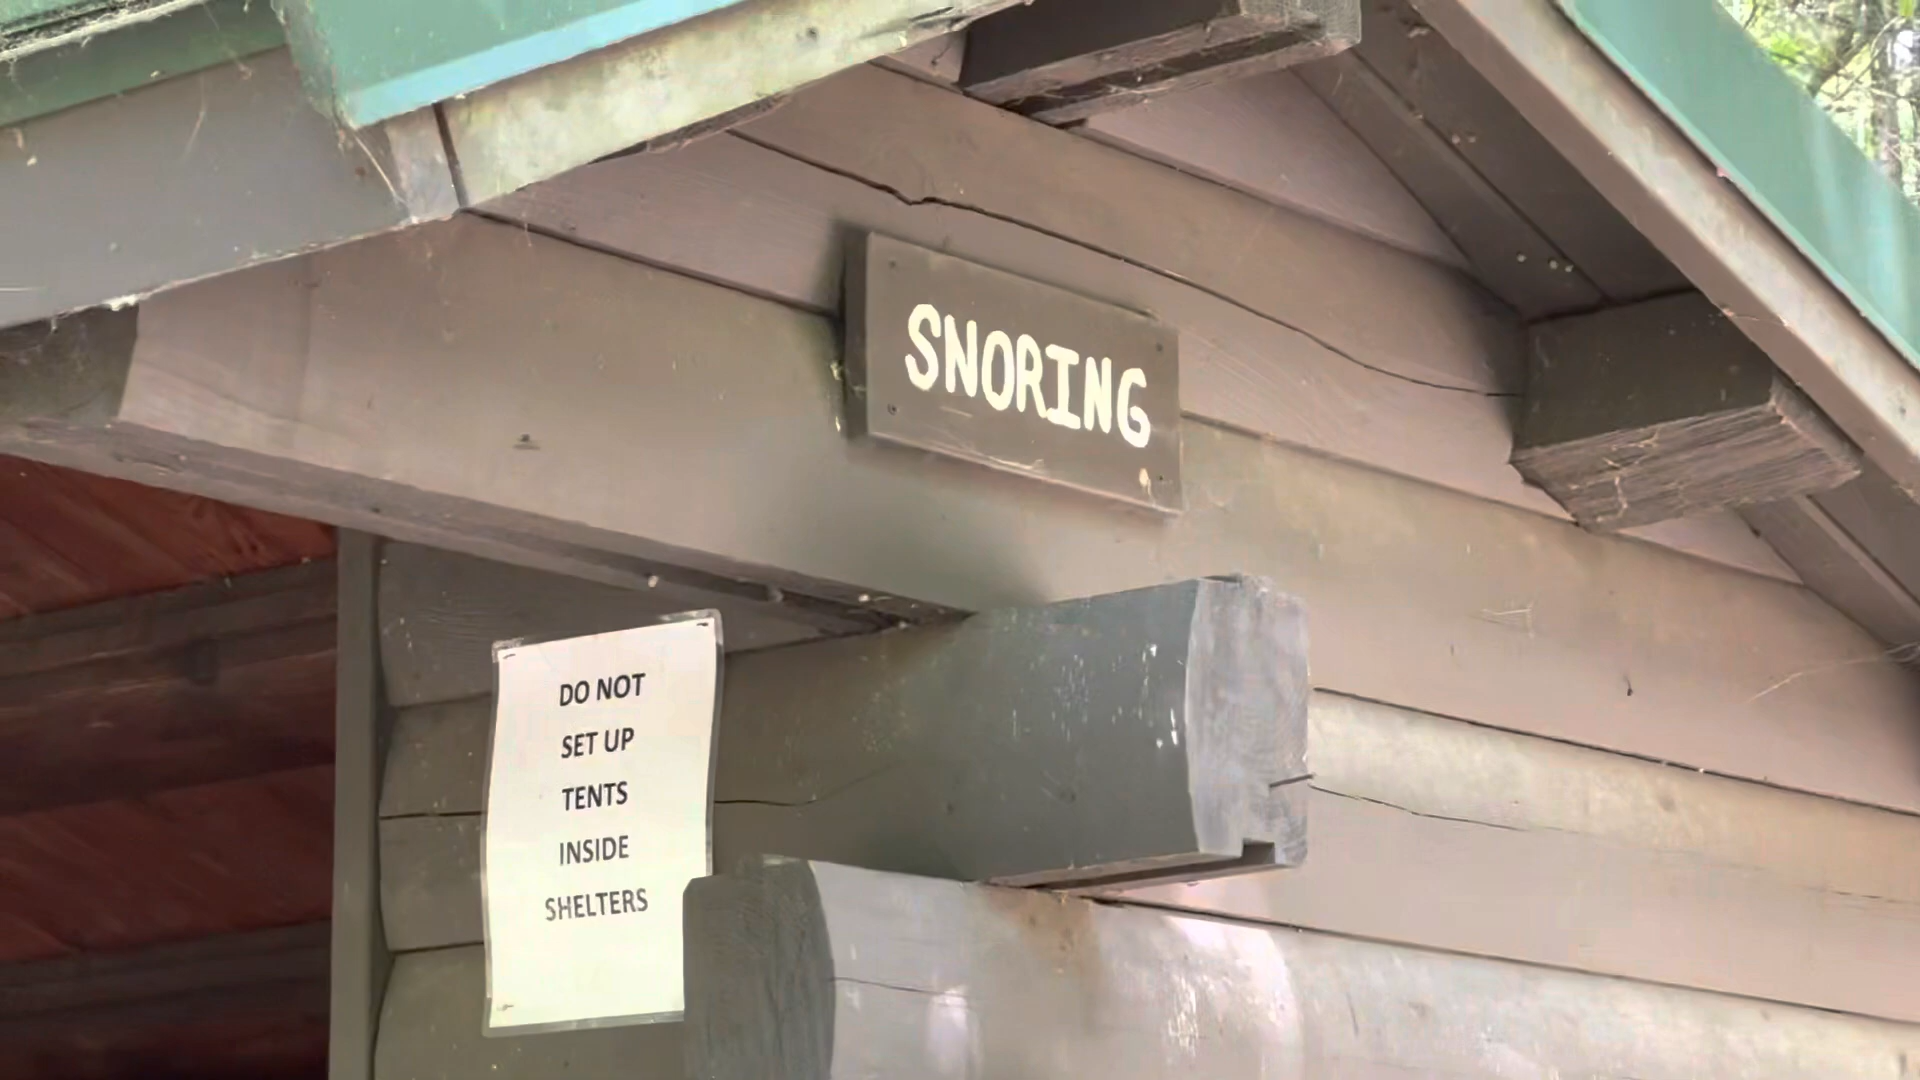 SNORING
DO NOT
SET UP
TENTS
INSIDE
SHELTERS